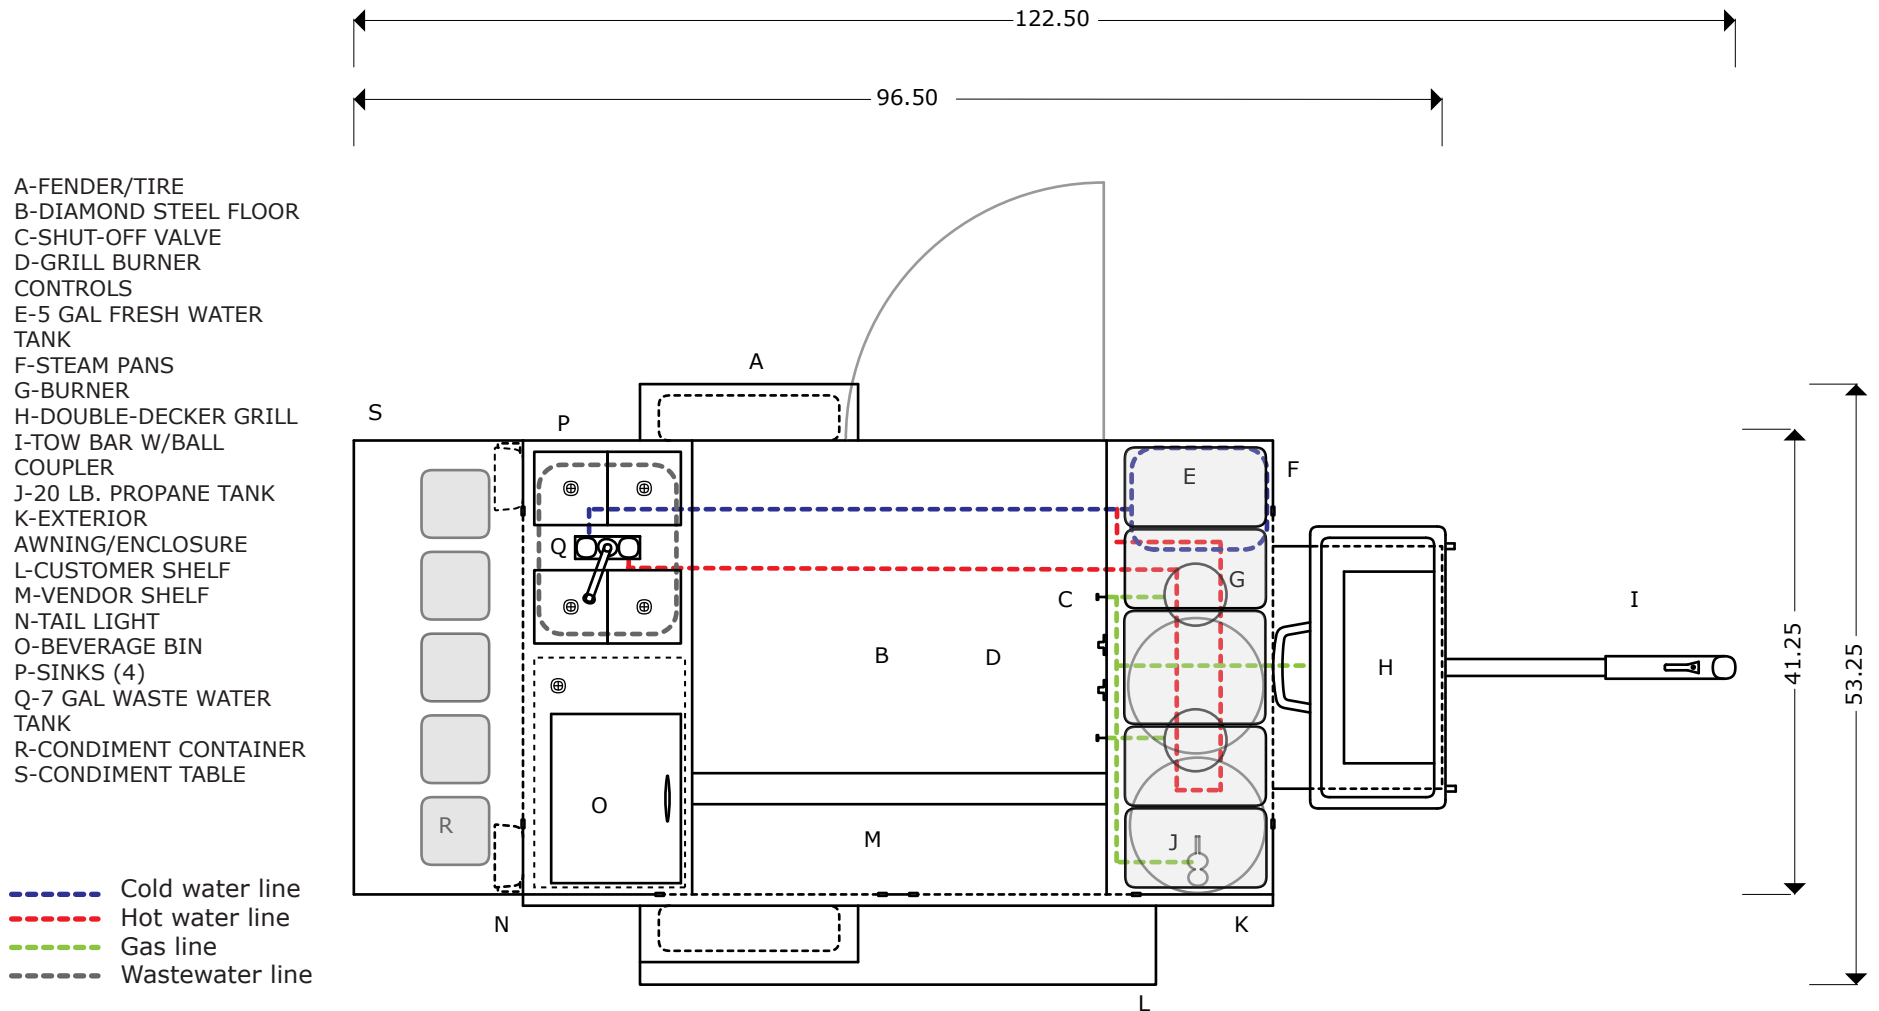 122.50
96.50
A-FENDER/TIRE
B-DIAMOND STEEL FLOOR
C-SHUT-OFF VALVE
D-GRILL BURNER
CONTROLS
E-5 GAL FRESH WATER
TANK
F-STEAM PANS
G-BURNER
H-DOUBLE-DECKER GRILL
I-TOW BAR W/BALL
COUPLER
J-20 LB. PROPANE TANK
K-EXTERIOR
AWNING/ENCLOSURE
L-CUSTOMER SHELF
M-VENDOR SHELF
N-TAIL LIGHT
O-BEVERAGE BIN
P-SINKS (4)
Q-7 GAL WASTE WATER
TANK
R-CONDIMENT CONTAINER
S-CONDIMENT TABLE
Cold water line
Hot water line
Gas line
Wastewater line
A
S
P
E
F
Q
G
C
I
B
D
H
41.25
53.25
O
R
M
J
N
K
L